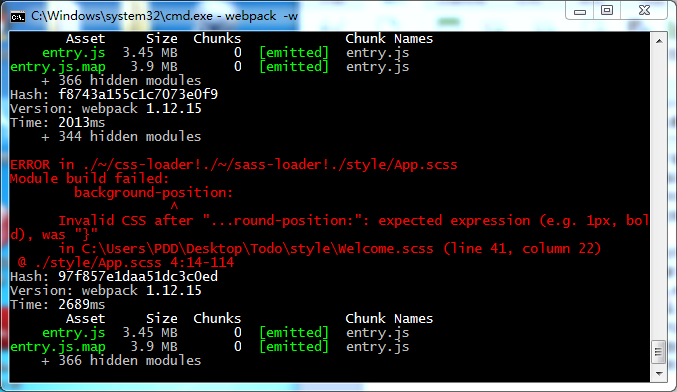 C:\Windows\system32\cmd.exe - webpack -w
Asset Size Chunks Chunk Names
entry.js 3.45 MB 0 [emitted] entry.js
entry.js.map 3.9 MB 0 [emitted] entry.js
+ 366 hidden modules
Hash: f8743a155c1c7073e0f9
Version: webpack 1.12.15
Time: 2013ms
+ 344 hidden modules
ERROR in ./~/css-loader!./~/sass-loader!./style/App.scss
Module build failed:
background-position:
^
Invalid CSS after "...round-position:": expected expression (e.g. 1px, bol
d), was "}"
in C:\Users\PDD\Desktop\Todo\style\Welcome.scss (line 41, column 22)
@ ./style/App.scss 4:14-114
Hash: 97f857e1daa51dc3c0ed
Version: webpack 1.12.15
Time: 2689ms
Asset Size Chunks Chunk Names
entry.js 3.45 MB 0 [emitted] entry.js
entry.js.map 3.9 MB 0 [emitted] entry.js
+ 366 hidden modules